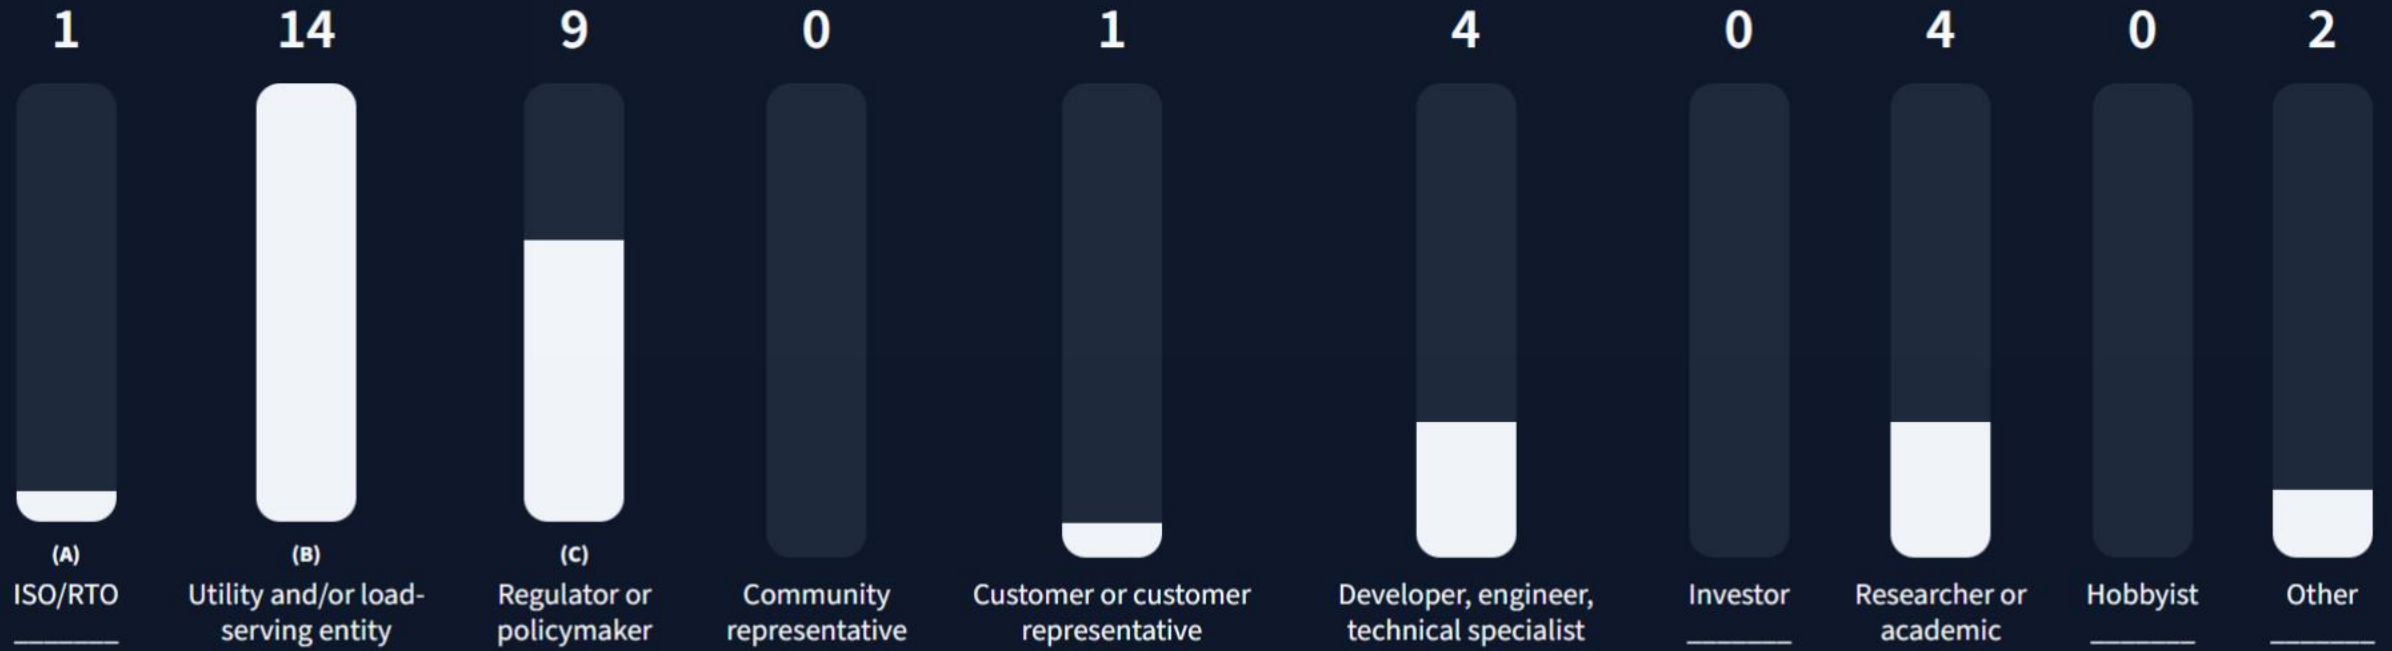 1 14 9 0 1 4 0 4 0 2
(A) (B) (C)
ISO/RTO Utility and/or load- Regulator or Community Customer or customer Developer, engineer, Investor Researcher or Hobbyist Other
serving entity policymaker representative representative technical specialist academic